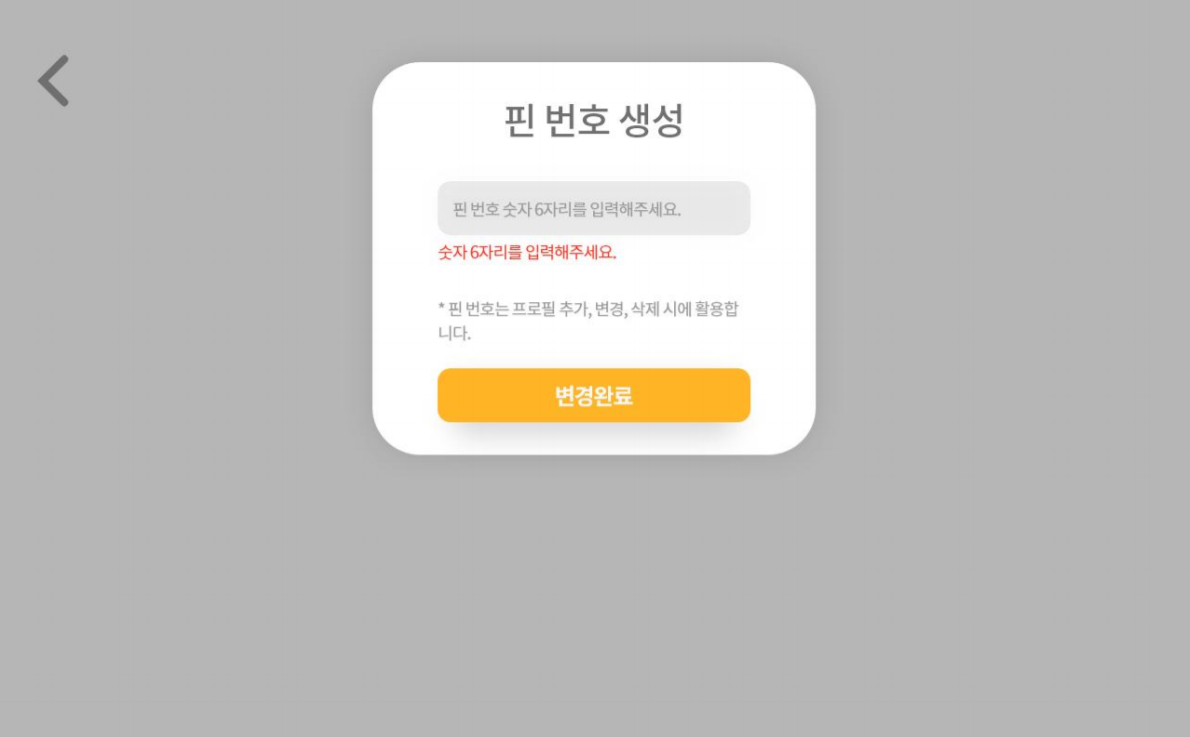 핀 번호 생성
핀 번호 숫자 6자리를 입력해주세요.
숫자 6자리를 입력해주세요.
* 핀 번호는 프로필 추가, 변경, 삭제 시에 활용합
니다.
변경완료